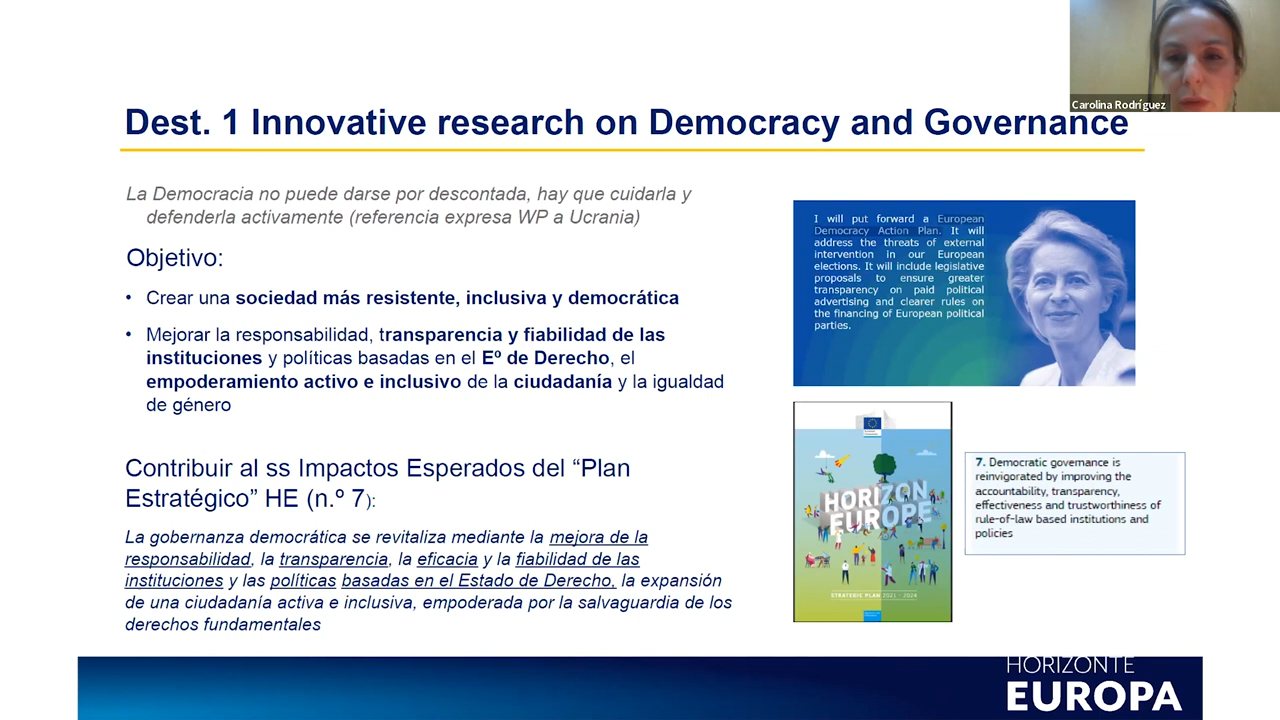 Carolina Rodríguez
Dest. 1 Innovative research on Democracy and Governance
La Democracia no puede darse por descontada, hay que cuidarla y
defenderla activamente (referencia expresa WP a Ucrania)
Objetivo:
• Crear una sociedad más resistente, inclusiva y democrática
• Mejorar la responsabilidad, transparencia y fiabilidad de las
instituciones y políticas basadas en el Eº de Derecho, el
empoderamiento activo e inclusivo de la ciudadanía y la igualdad
de género
Contribuir al ss Impactos Esperados del “Plan
Estratégico” HE (n.º 7):
La gobernanza democrática se revitaliza mediante la mejora de la
responsabilidad, la transparencia, la eficacia y la fiabilidad de las
instituciones y las políticas basadas en el Estado de Derecho, la expansión
de una ciudadanía activa e inclusiva, empoderada por la salvaguardia de los
derechos fundamentales
I will put forward a European
Democracy Action Plan. It will
address the threats of external
intervention in our European
elections. It will include legislative
proposals to ensure greater
transparency on paid political
advertising and clearer rules on
the financing of European political
parties.
HORIZON
EUROPE
STRATEGIC PLAN 2021 - 2024
7. Democratic governance is
reinvigorated by improving the
accountability, transparency,
effectiveness and trustworthiness of
rule-of-law based institutions and
policies
HORIZONTE
EUROPA